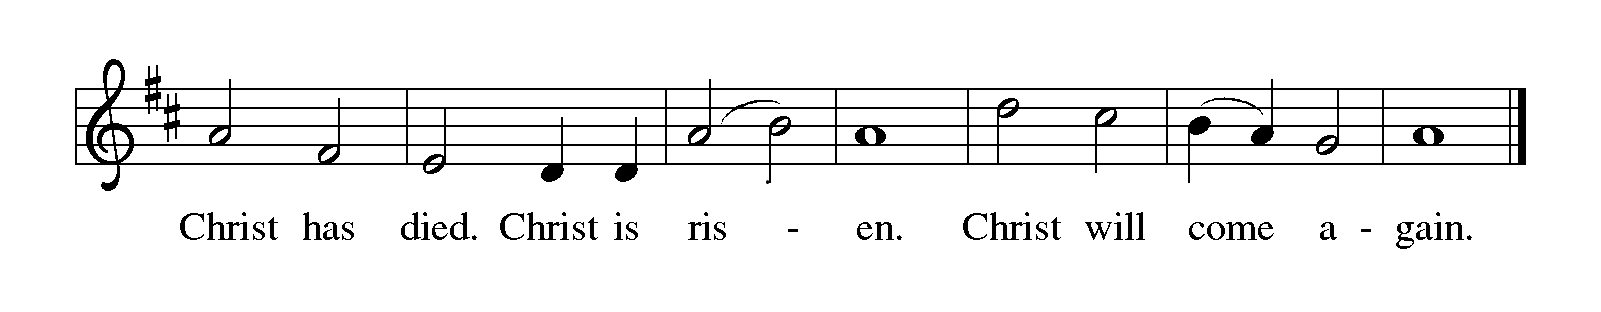 Christ has died. Christ is ris - en. Christ will come a - gain.